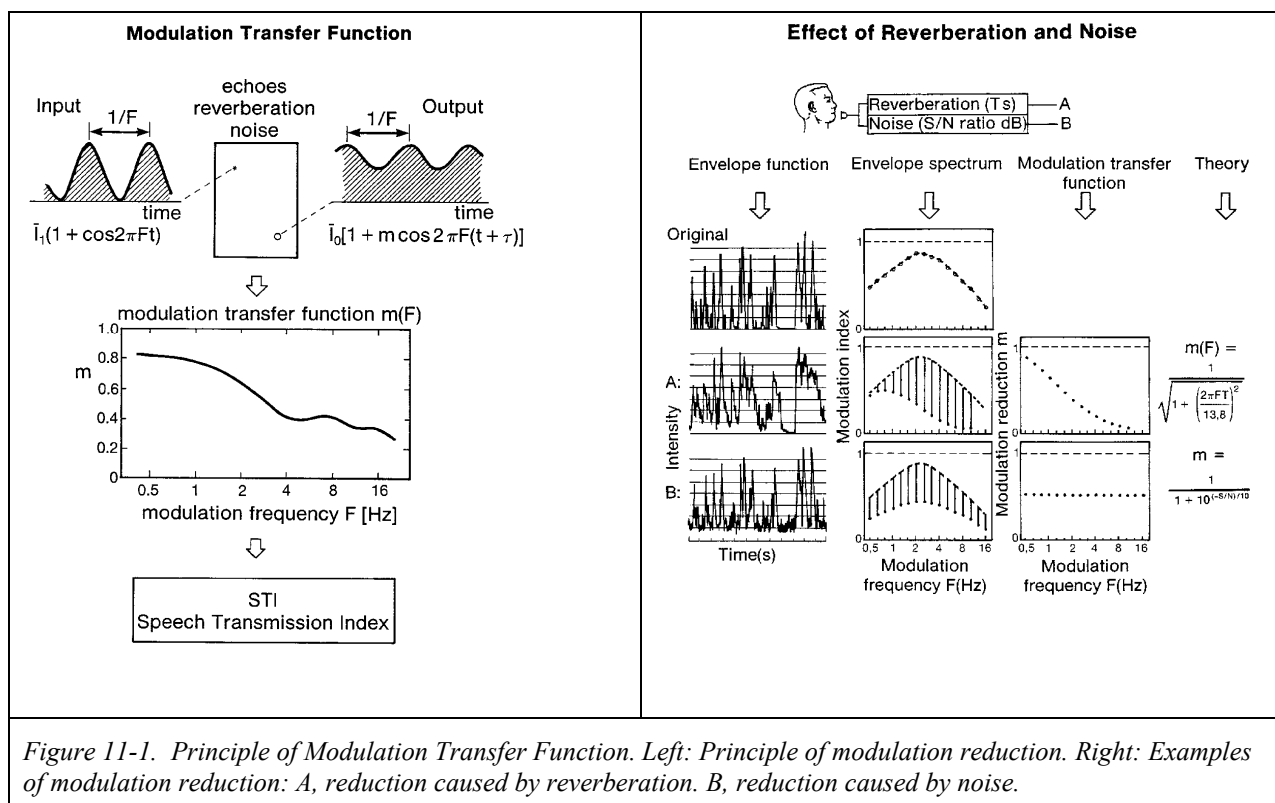 Modulation Transfer Function
Input
1/F
time
Ī₁(1 + cos2πFt)
echoes
reverberation
noise
Output
1/F
time
Ī₀[1 + m cos 2πF(t + τ)]
modulation transfer function m(F)
m
1.0
0.8
0.6
0.4
0.2
0
0.5 1 2 4 8 16
modulation frequency F [Hz]
STI
Speech Transmission Index
Effect of Reverberation and Noise
Reverberation (Ts) A
Noise (S/N ratio dB) B
Envelope function
Envelope spectrum
Modulation transfer
function
Theory
Original
A:
B:
Intensity
Time(s)
Modulation index
1
0
1
0
1
0
0,5 1 2 4 8 16
Modulation
frequency F(Hz)
Modulation reduction m
1
0
1
0
0,5 1 2 4 8 16
Modulation
frequency F(Hz)
m(F) =
1
√1 + (2πFT/13,8)²
m =
1
1 + 10^(-S/N)/10
Figure 11-1. Principle of Modulation Transfer Function. Left: Principle of modulation reduction. Right: Examples
of modulation reduction: A, reduction caused by reverberation. B, reduction caused by noise.